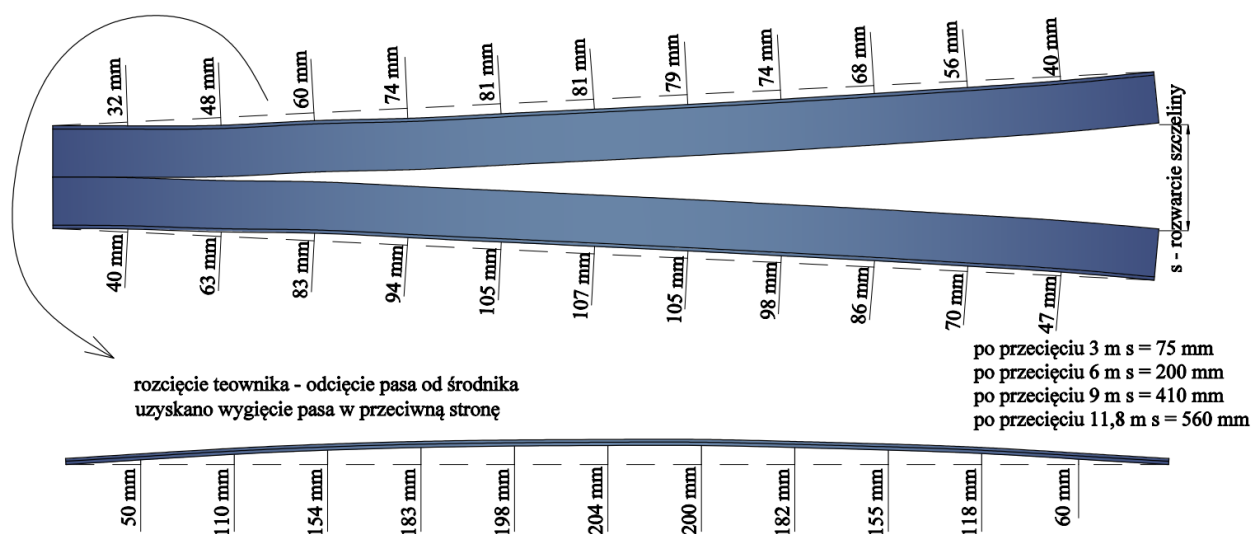 32 mm
48 mm
60 mm
74 mm
81 mm
81 mm
79 mm
74 mm
68 mm
56 mm
40 mm
s - rozwarcie szczeliny
40 mm
63 mm
83 mm
94 mm
105 mm
107 mm
105 mm
98 mm
86 mm
70 mm
47 mm
po przecięciu 3 m s = 75 mm
po przecięciu 6 m s = 200 mm
po przecięciu 9 m s = 410 mm
po przecięciu 11,8 m s = 560 mm
rozcięcie teownika - odcięcie pasa od środnika
uzyskano wygięcie pasa w przeciwną stronę
50 mm
110 mm
154 mm
183 mm
198 mm
204 mm
200 mm
182 mm
155 mm
118 mm
60 mm